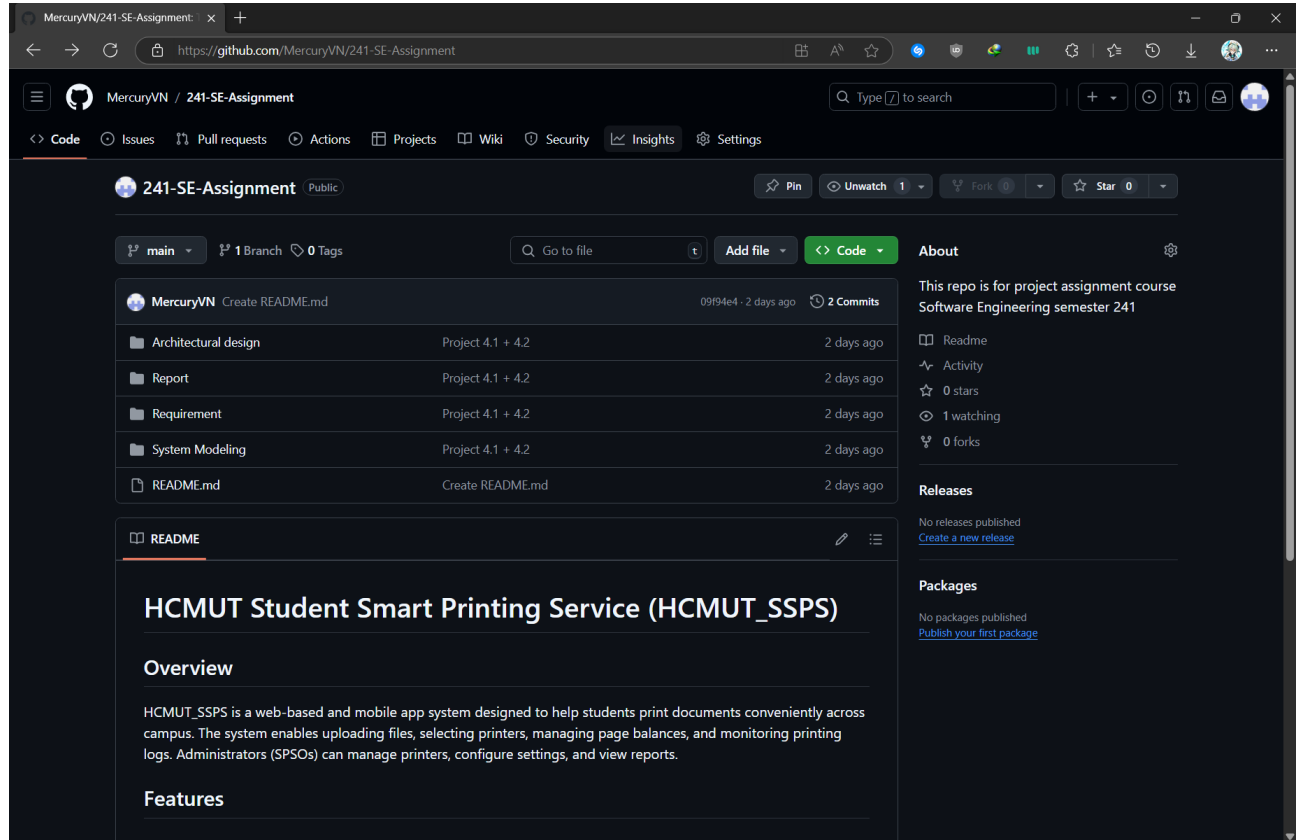 MercuryVN/241-SE-Assignment:
https://github.com/MercuryVN/241-SE-Assignment
MercuryVN / 241-SE-Assignment
Type / to search
Code Issues Pull requests Actions Projects Wiki Security Insights Settings
241-SE-Assignment Public
Pin Unwatch 1 Fork 0 Star 0
main 1 Branch 0 Tags Go to file t Add file Code
MercuryVN Create README.md 09f94e4 · 2 days ago 2 Commits
Architectural design Project 4.1 + 4.2 2 days ago
Report Project 4.1 + 4.2 2 days ago
Requirement Project 4.1 + 4.2 2 days ago
System Modeling Project 4.1 + 4.2 2 days ago
README.md Create README.md 2 days ago
README
HCMUT Student Smart Printing Service (HCMUT_SSPS)
Overview
HCMUT_SSPS is a web-based and mobile app system designed to help students print documents conveniently across
campus. The system enables uploading files, selecting printers, managing page balances, and monitoring printing
logs. Administrators (SPSOs) can manage printers, configure settings, and view reports.
Features
About
This repo is for project assignment course
Software Engineering semester 241
Readme
Activity
0 stars
1 watching
0 forks
Releases
No releases published
Create a new release
Packages
No packages published
Publish your first package